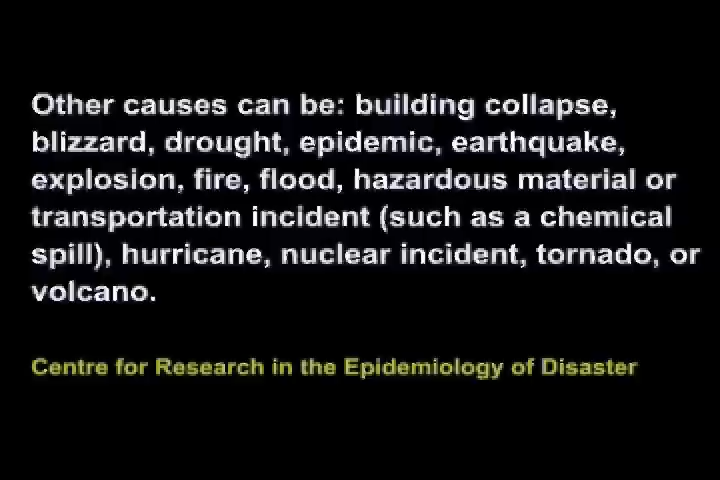 Other causes can be: building collapse,
blizzard, drought, epidemic, earthquake,
explosion, fire, flood, hazardous material or
transportation incident (such as a chemical
spill), hurricane, nuclear incident, tornado, or
volcano.
Centre for Research in the Epidemiology of Disaster